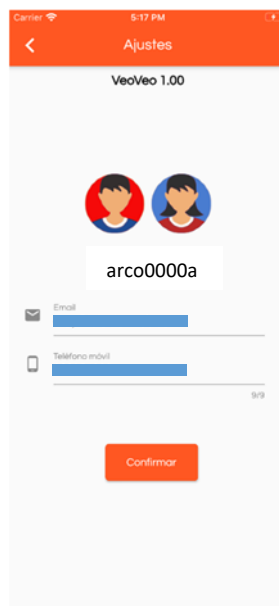 Carrier 5:17 PM
Ajustes
VeoVeo 1.00
arco0000a
Email
Teléfono móvil
9/9
Confirmar